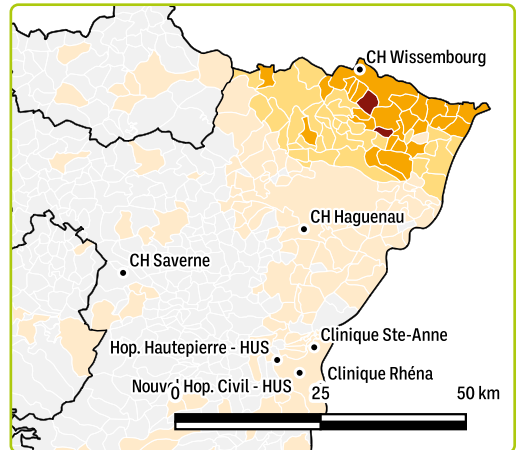 CH Wissembourg
CH Haguenau
CH Saverne
Clinique Ste-Anne
Hop. Hautepierre - HUS
Clinique Rhéna
Hop. Civil - HUS
0 25 50 km